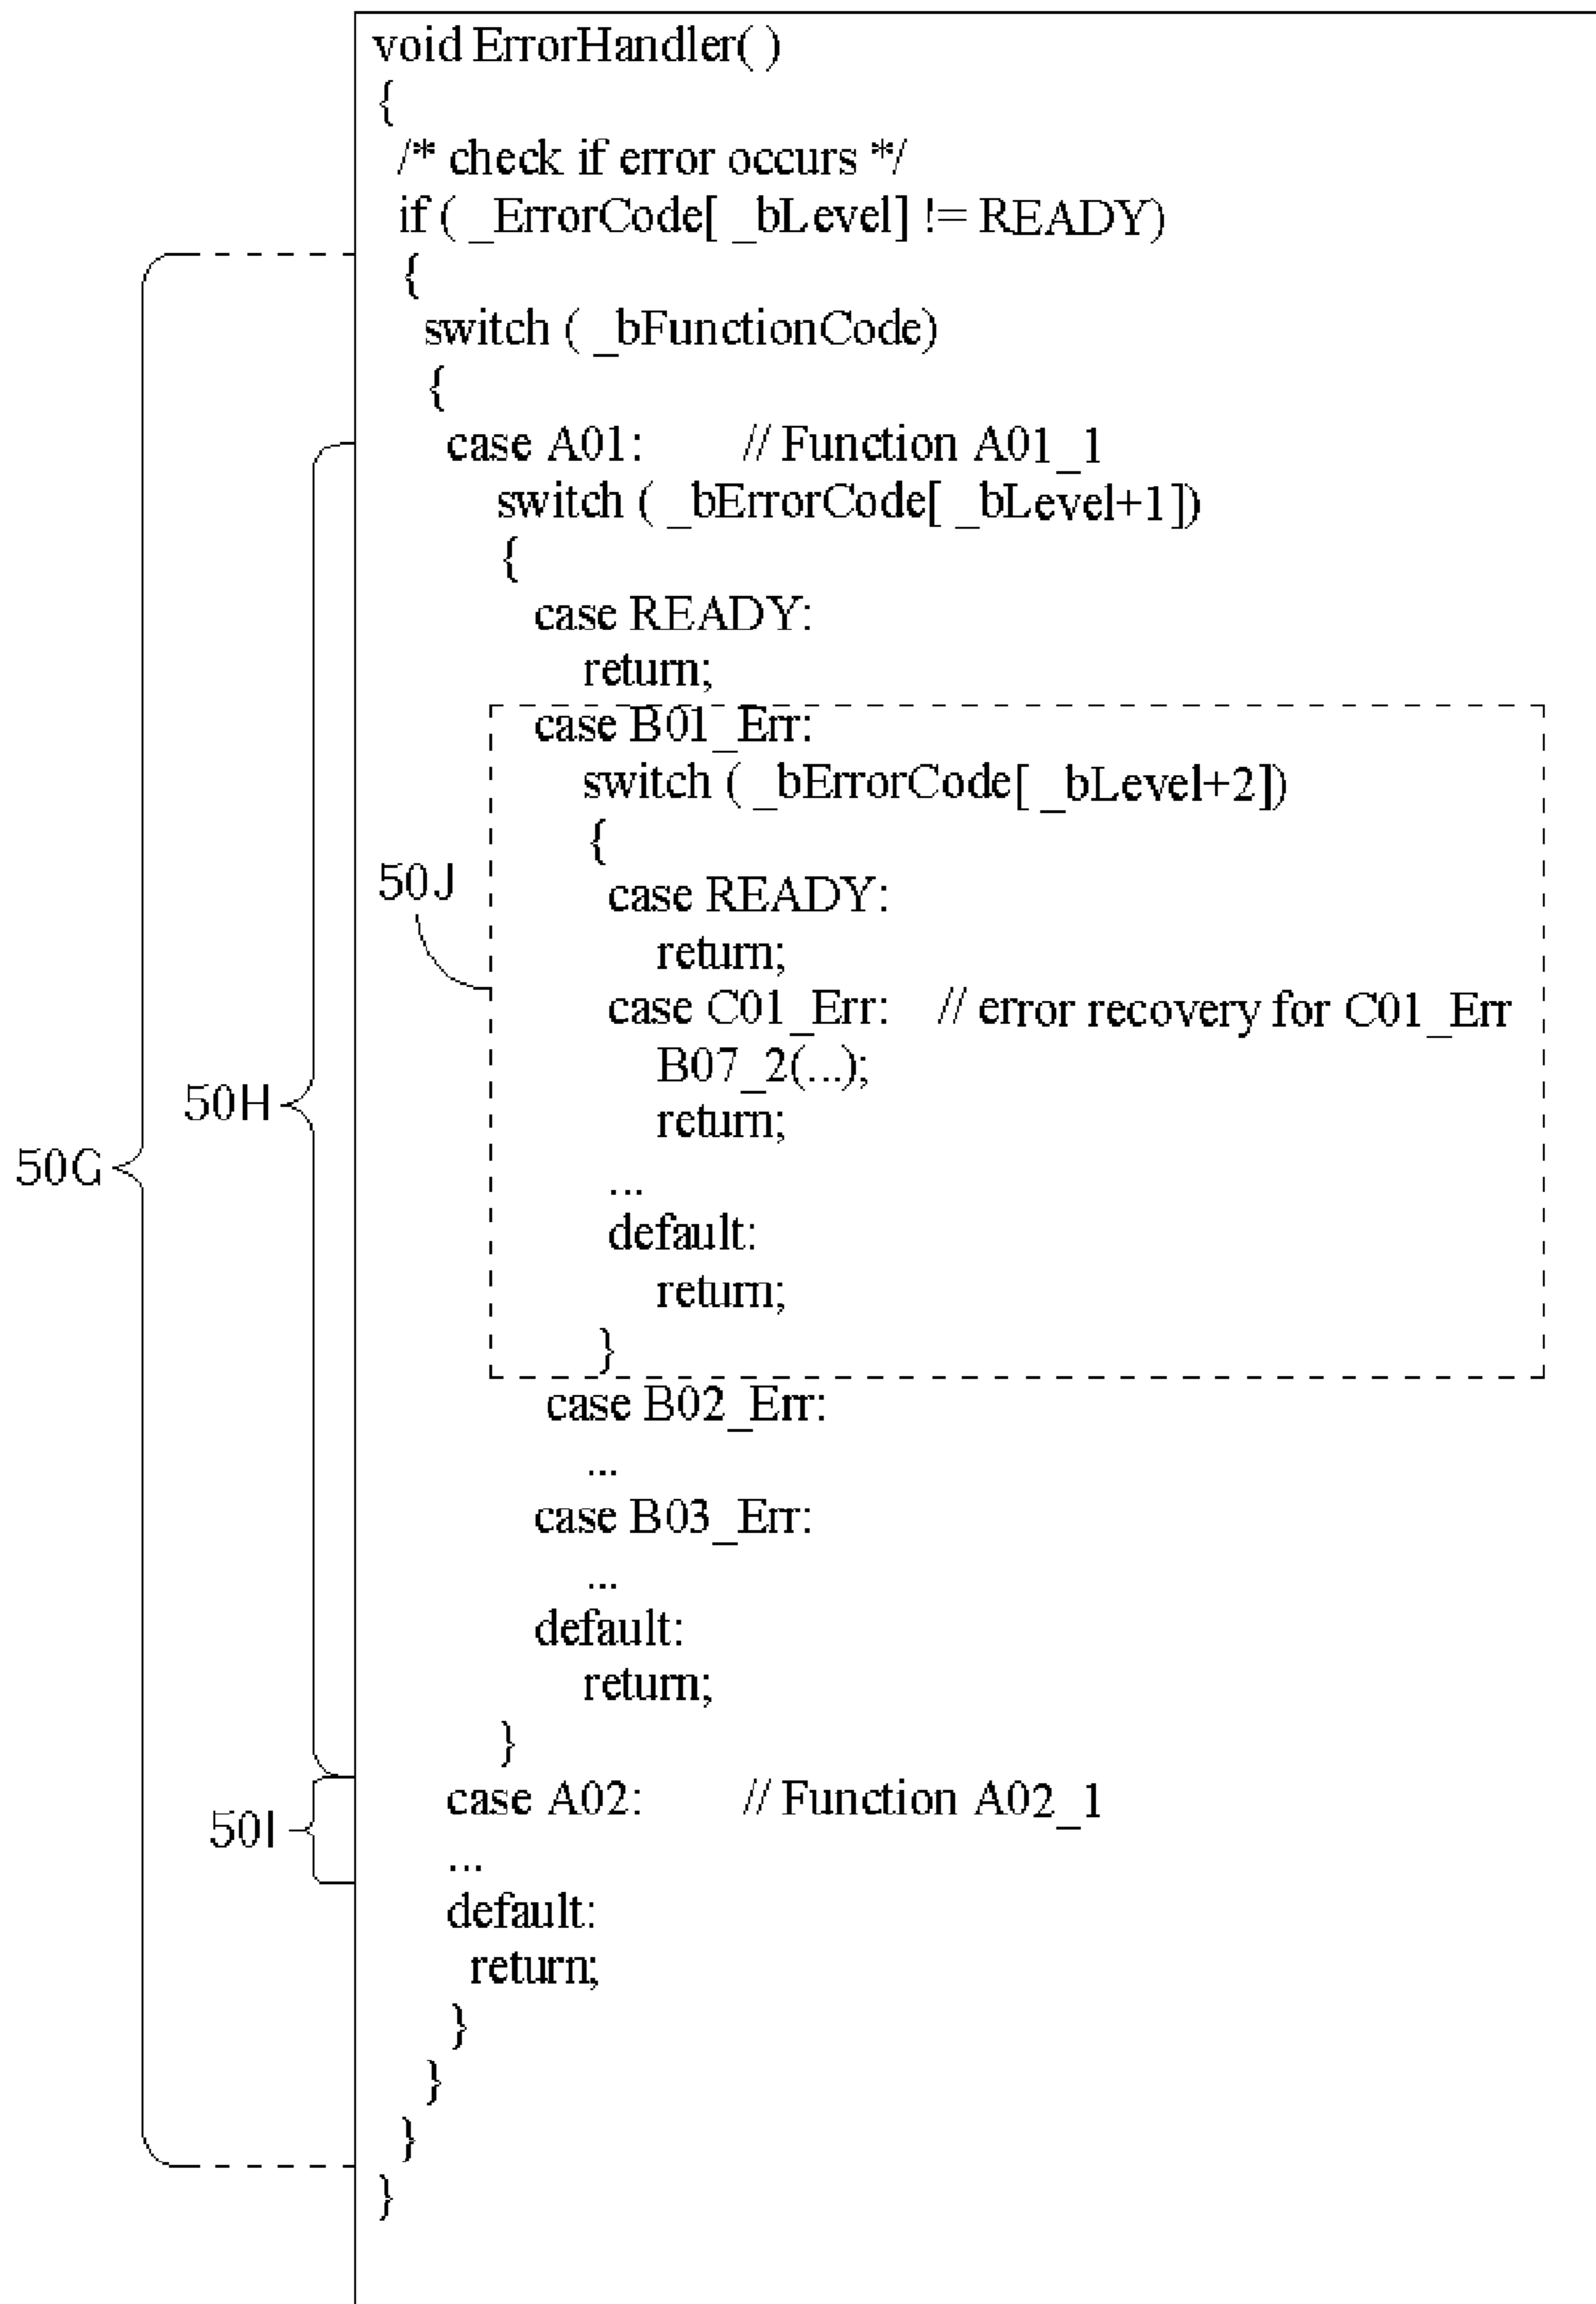 void ErrorHandler( )
{
/* check if error occurs */
if ( _ErrorCode[ _bLevel] != READY)
{
switch ( _bFunctionCode)
{
case A01: // Function A01_1
switch ( _bErrorCode[ _bLevel+1])
{
case READY:
return;
case B01_Err:
switch ( _bErrorCode[ _bLevel+2])
{
50J
case READY:
return;
case C01_Err: // error recovery for C01_Err
B07_2(...);
50H
return;
50G
...
default:
return;
}
case B02_Err:
...
case B03_Err:
...
default:
return;
}
case A02: // Function A02_1
50I
...
default:
return;
}
}
}
}